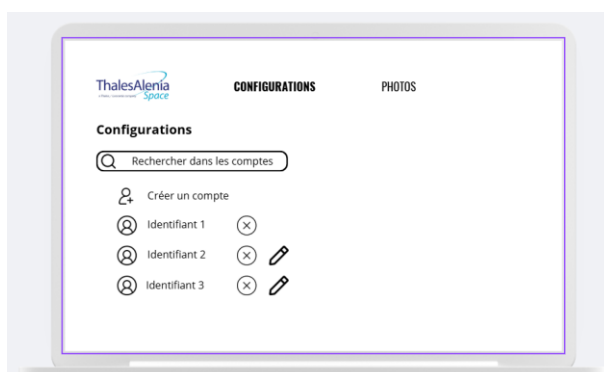 ThalesAlenia
Space
CONFIGURATIONS PHOTOS
Configurations
Rechercher dans les comptes
Créer un compte
Identifiant 1
Identifiant 2
Identifiant 3